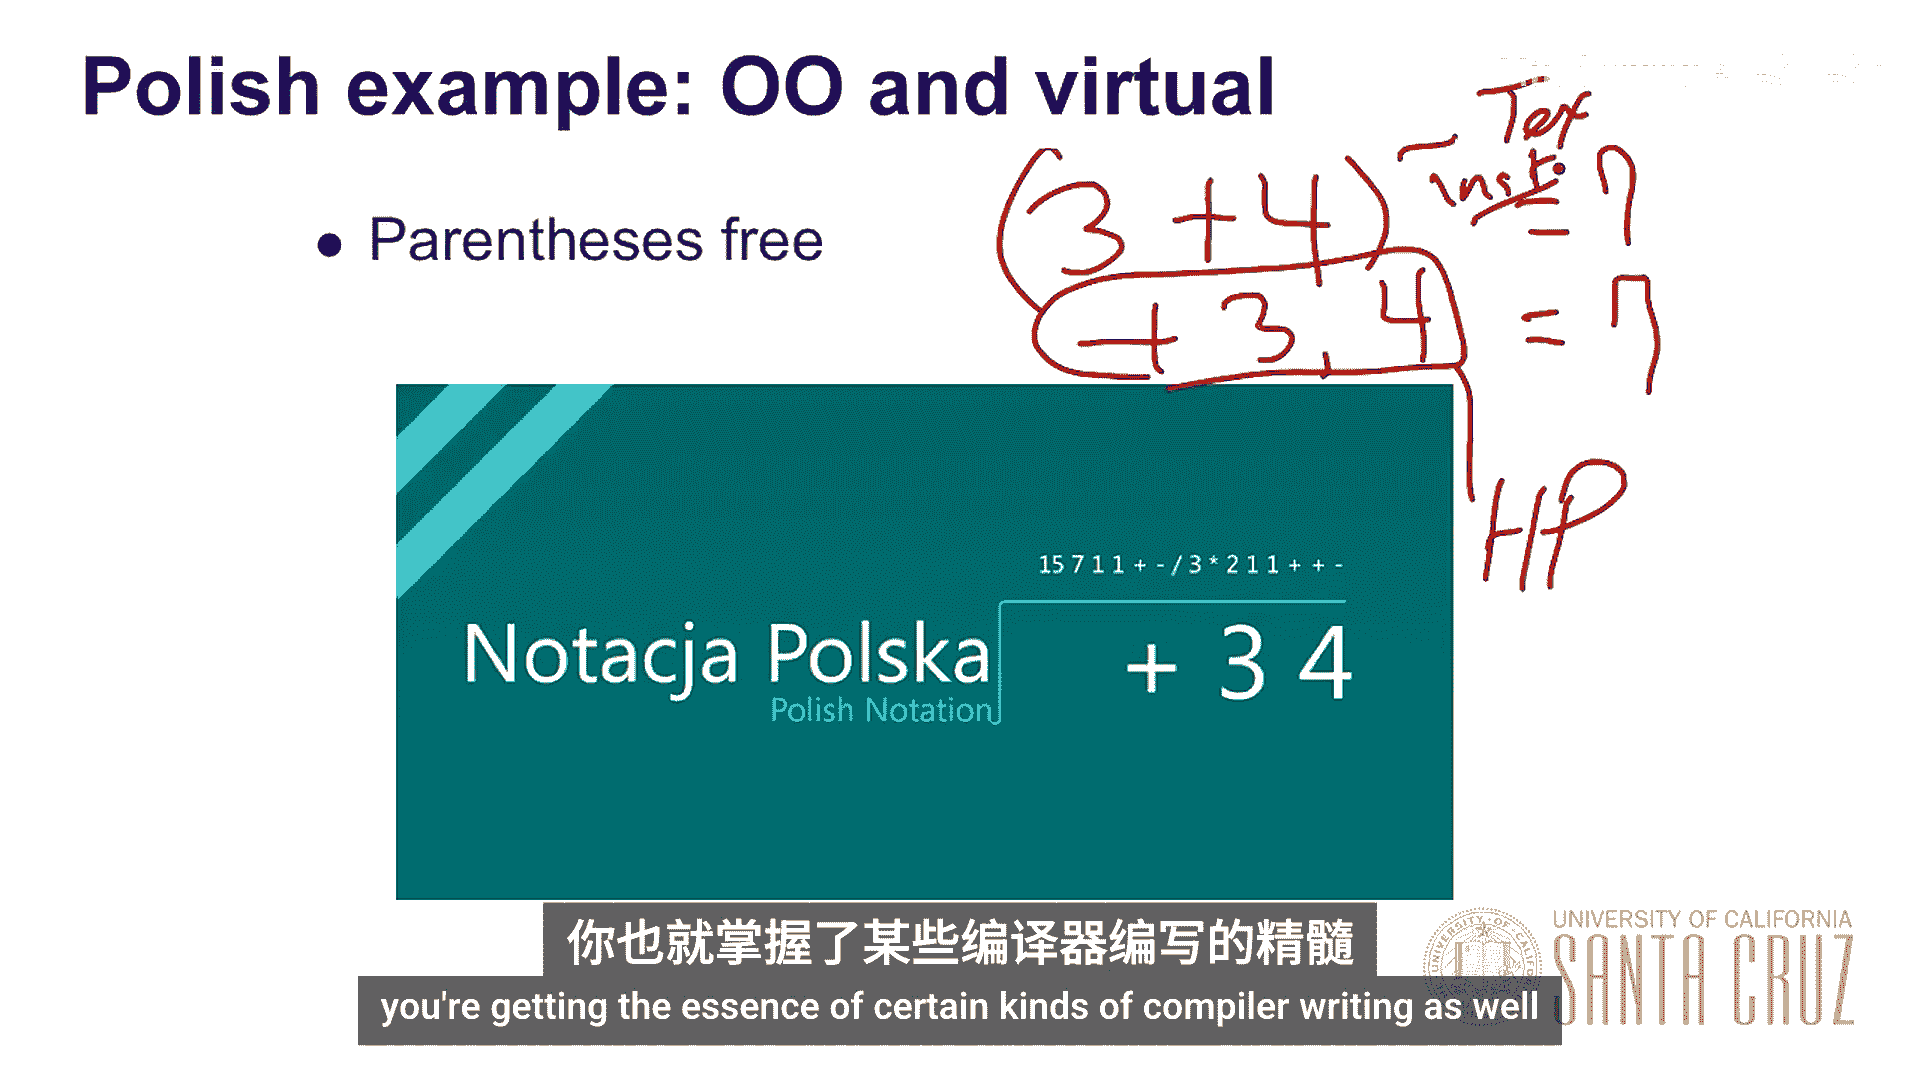 Polish example: OO and virtual
Tex
inst.
(3 + 4) = 7
• Parentheses free
+ 3, 4 = 7
HP
15 7 1 1 + - / 3 * 2 1 1 + + -
Notacja Polska
+ 3 4
Polish Notation
你也就掌握了某些编译器编写的精髓
you're getting the essence of certain kinds of compiler writing as well
UNIVERSITY OF CALIFORNIA
SANTA CRUZ